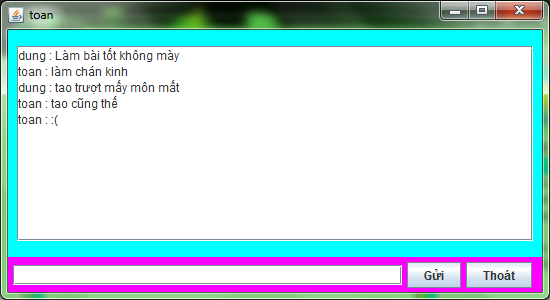 toan
dung : Làm bài tốt không mày
toan : làm chán kinh
dung : tao trượt mấy môn mất
toan : tao cũng thế
toan : :(
Gửi
Thoát